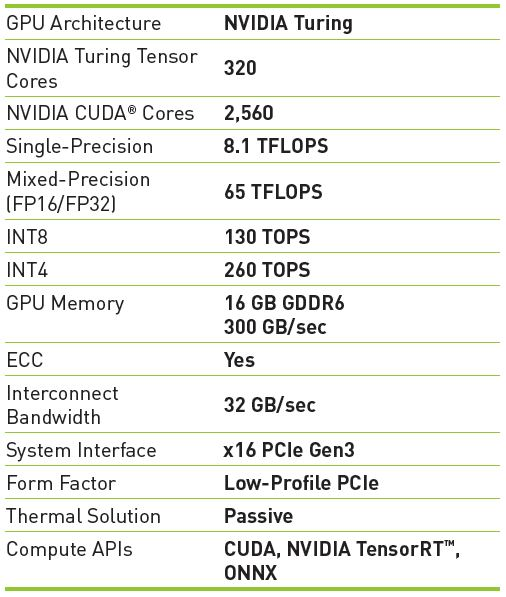 GPU Architecture NVIDIA Turing
NVIDIA Turing Tensor
Cores 320
NVIDIA CUDA® Cores 2,560
Single-Precision 8.1 TFLOPS
Mixed-Precision
(FP16/FP32) 65 TFLOPS
INT8 130 TOPS
INT4 260 TOPS
GPU Memory 16 GB GDDR6
300 GB/sec
ECC Yes
Interconnect
Bandwidth 32 GB/sec
System Interface x16 PCIe Gen3
Form Factor Low-Profile PCIe
Thermal Solution Passive
Compute APIs CUDA, NVIDIA TensorRT™,
ONNX